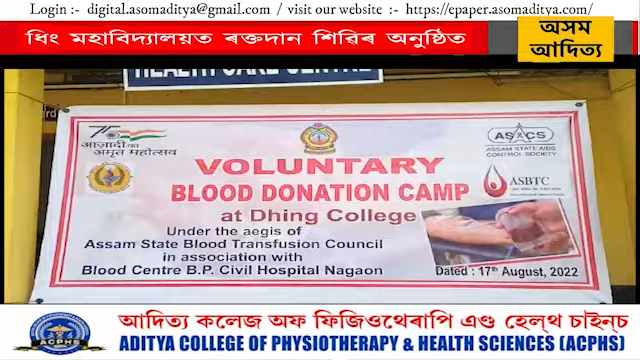 Login :- digital.asomaditya@gmail.com / visit our website :- https://epaper.asomaditya.com/
ধিং মহাবিদ্যালয়ত ৰক্তদান শিৱিৰ অনুষ্ঠিত
অসম
আদিত্য
HEALTH CARE CENTRE
75
आज़ादी का
अमृत महोत्सव
ASACS
ASSAM STATE AIDS
CONTROL SOCIETY
ASBTC
VOLUNTARY
BLOOD DONATION CAMP
at Dhing College
Under the aegis of
Assam State Blood Transfusion Council
in association with
Blood Centre B.P. Civil Hospital Nagaon
Dated : 17th August, 2022
ACPHS
আদিত্য কলেজ অফ ফিজিওথেৰাপি এণ্ড হেল্থ চাইন্চ
ADITYA COLLEGE OF PHYSIOTHERAPY & HEALTH SCIENCES (ACPHS)